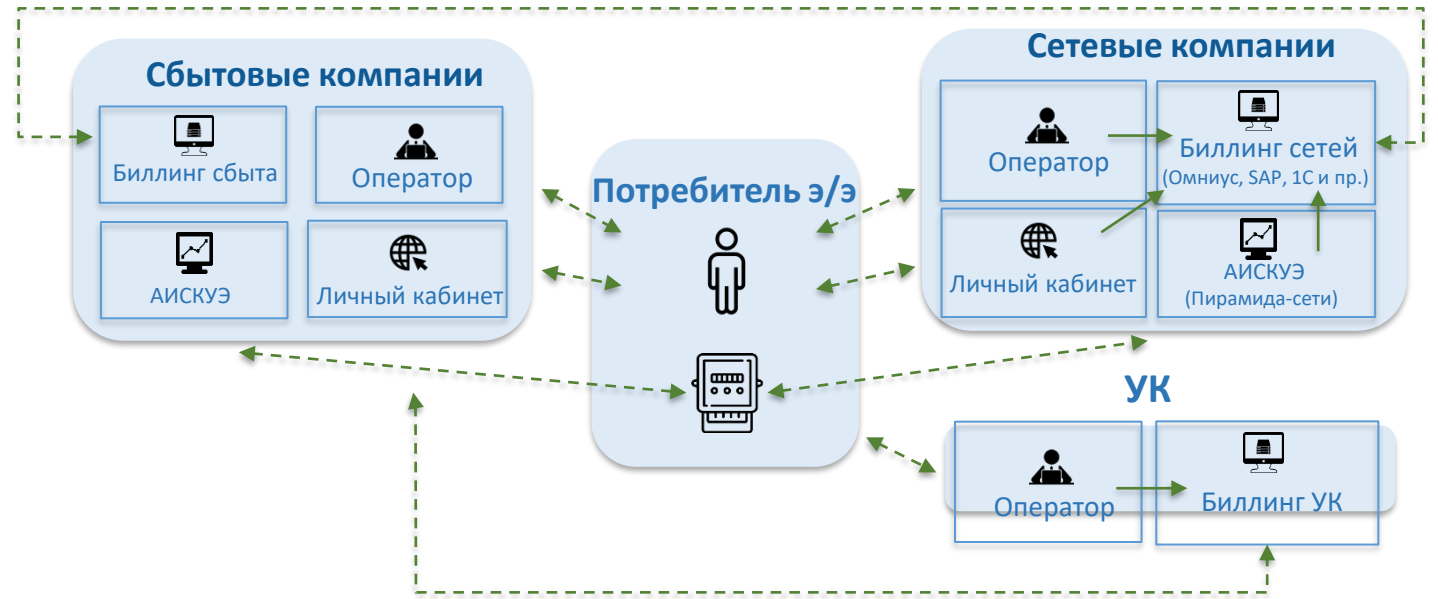 Сбытовые компании
Биллинг сбыта
Оператор
АИСКУЭ
Личный кабинет
Потребитель э/э
Сетевые компании
Оператор
Биллинг сетей
(Омниус, SAP, 1С и пр.)
Личный кабинет
АИСКУЭ
(Пирамида-сети)
УК
Оператор
Биллинг УК